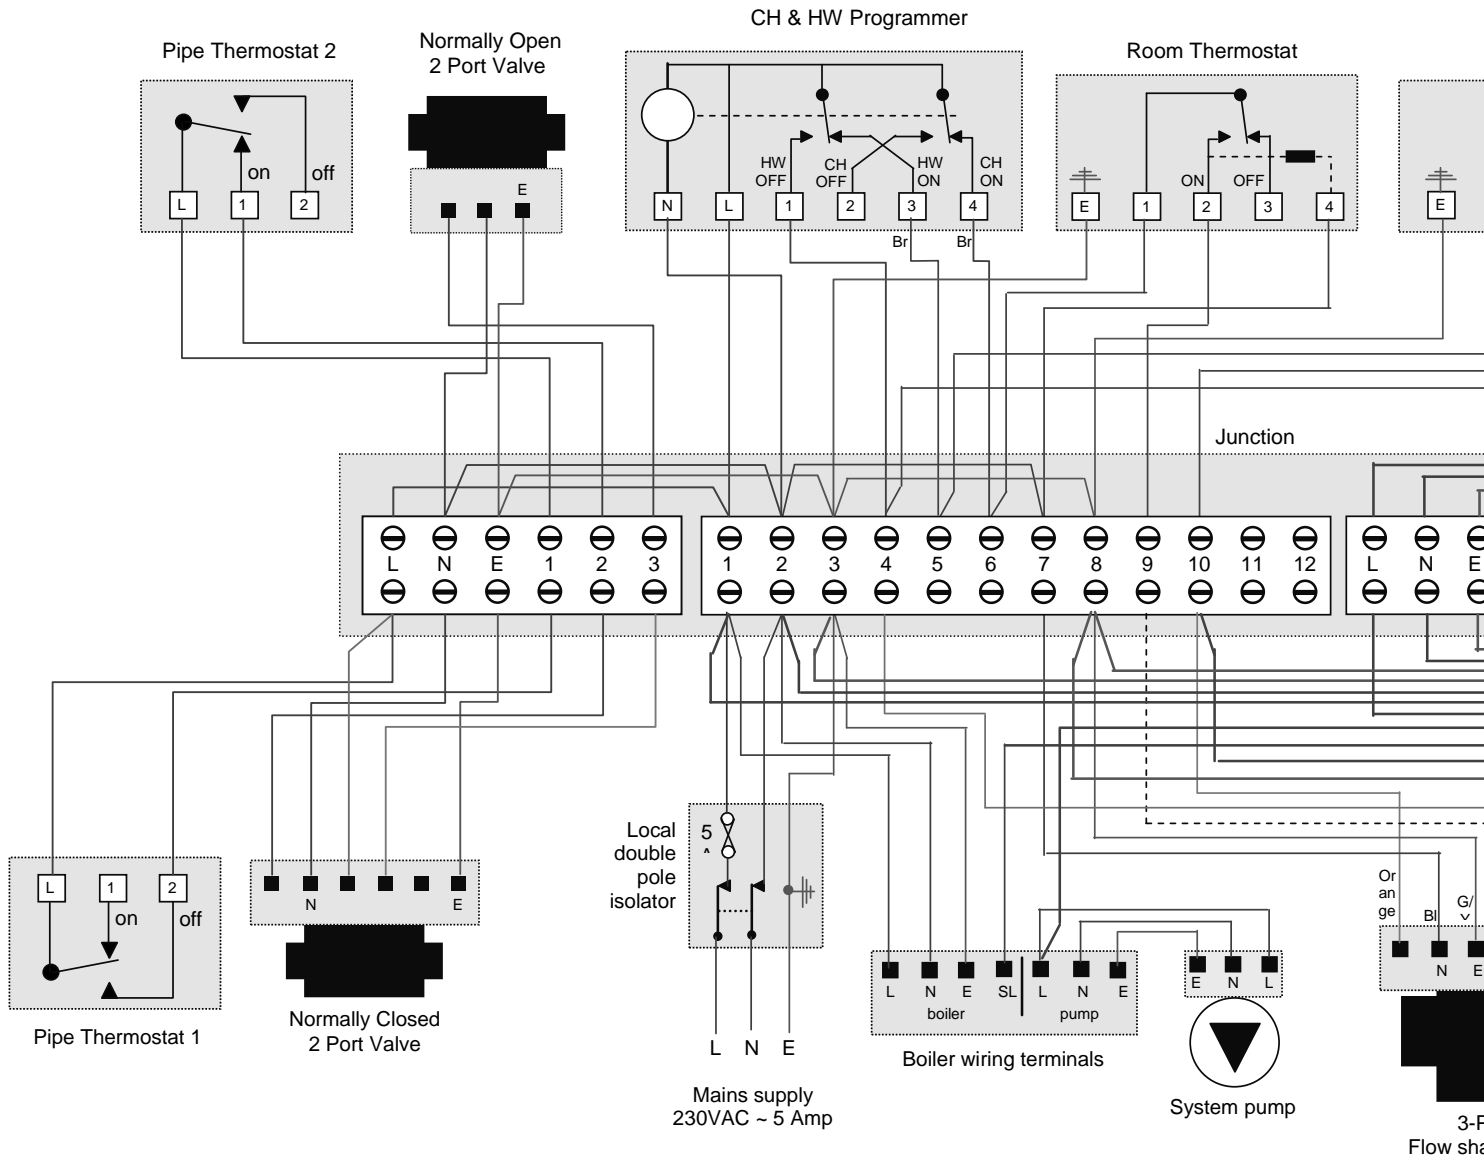 CH & HW Programmer
Pipe Thermostat 2
Normally Open
2 Port Valve
Room Thermostat
on
off
L
1
2
E
HW
OFF
CH
OFF
HW
ON
CH
ON
N
L
1
2
3
4
Br
Br
ON
OFF
E
1
2
3
4
E
Junction
L
N
E
1
2
3
1
2
3
4
5
6
7
8
9
10
11
12
L
N
E
Local
double
pole
isolator
5
L
1
2
on
off
N
E
Or
an
ge
Bl
G/
N
E
L
N
E
SL
L
N
E
boiler
pump
E
N
L
Pipe Thermostat 1
Normally Closed
2 Port Valve
L
N
E
Boiler wiring terminals
Mains supply
230VAC ~ 5 Amp
System pump
3-P
Flow sha